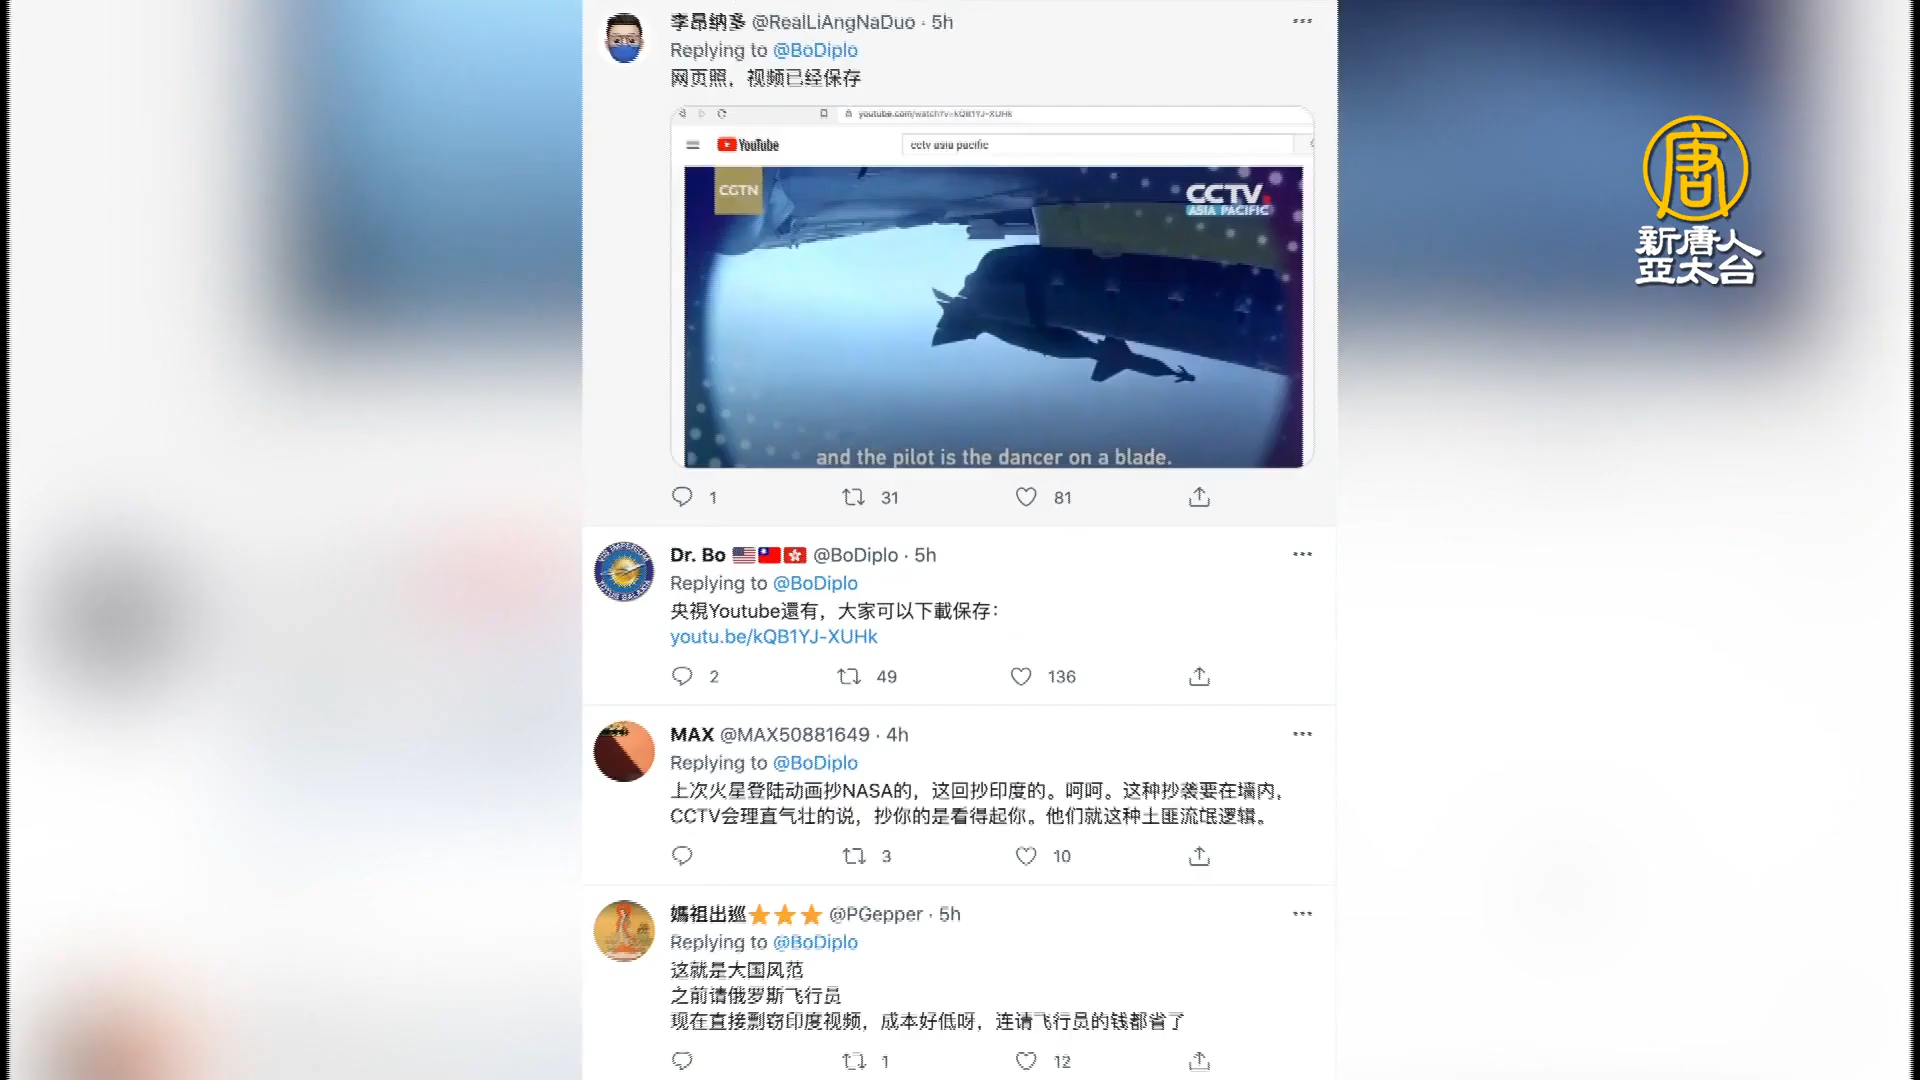 李昂纳多 @RealLiAngNaDuo · 5h
Replying to @BoDiplo
网页照，视频已经保存
youtube.com/watch?v=kQB1YJ-XUHk
YouTube
cctv asia pacific
CGTN
CCTV
ASIA PACIFIC
and the pilot is the dancer on a blade.
1 31 81
Dr. Bo @BoDiplo · 5h
Replying to @BoDiplo
央視Youtube還有，大家可以下載保存：
youtu.be/kQB1YJ-XUHk
2 49 136
MAX @MAX50881649 · 4h
Replying to @BoDiplo
上次火星登陆动画抄NASA的，这回抄印度的。呵呵。这种抄袭要在墙内，
CCTV会理直气壮的说，抄你的是看得起你。他们就这种土匪流氓逻辑。
3 10
媽祖出巡 @PGepper · 5h
Replying to @BoDiplo
这就是大国风范
之前请俄罗斯飞行员
现在直接剽窃印度视频，成本好低呀，连请飞行员的钱都省了
1 12
唐
新唐人
亞太台